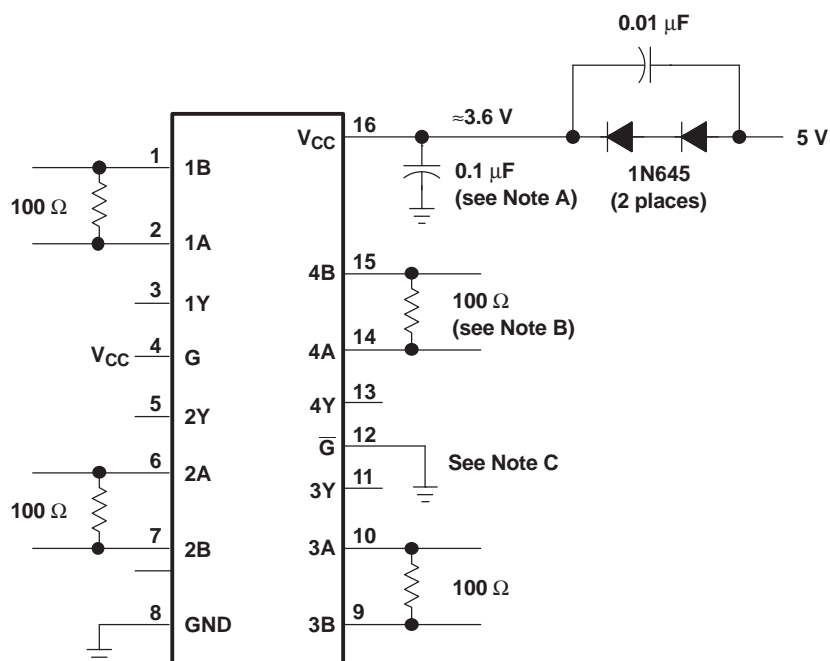 0.01 μF
16
≈3.6 V
VCC
5 V
1
1B
0.1 μF
(see Note A)
1N645
(2 places)
100 Ω
2
1A
15
4B
3
1Y
100 Ω
(see Note B)
VCC
4
G
14
4A
13
4Y
5
2Y
12
G̅
See Note C
6
2A
11
3Y
100 Ω
7
2B
10
3A
100 Ω
8
GND
9
3B